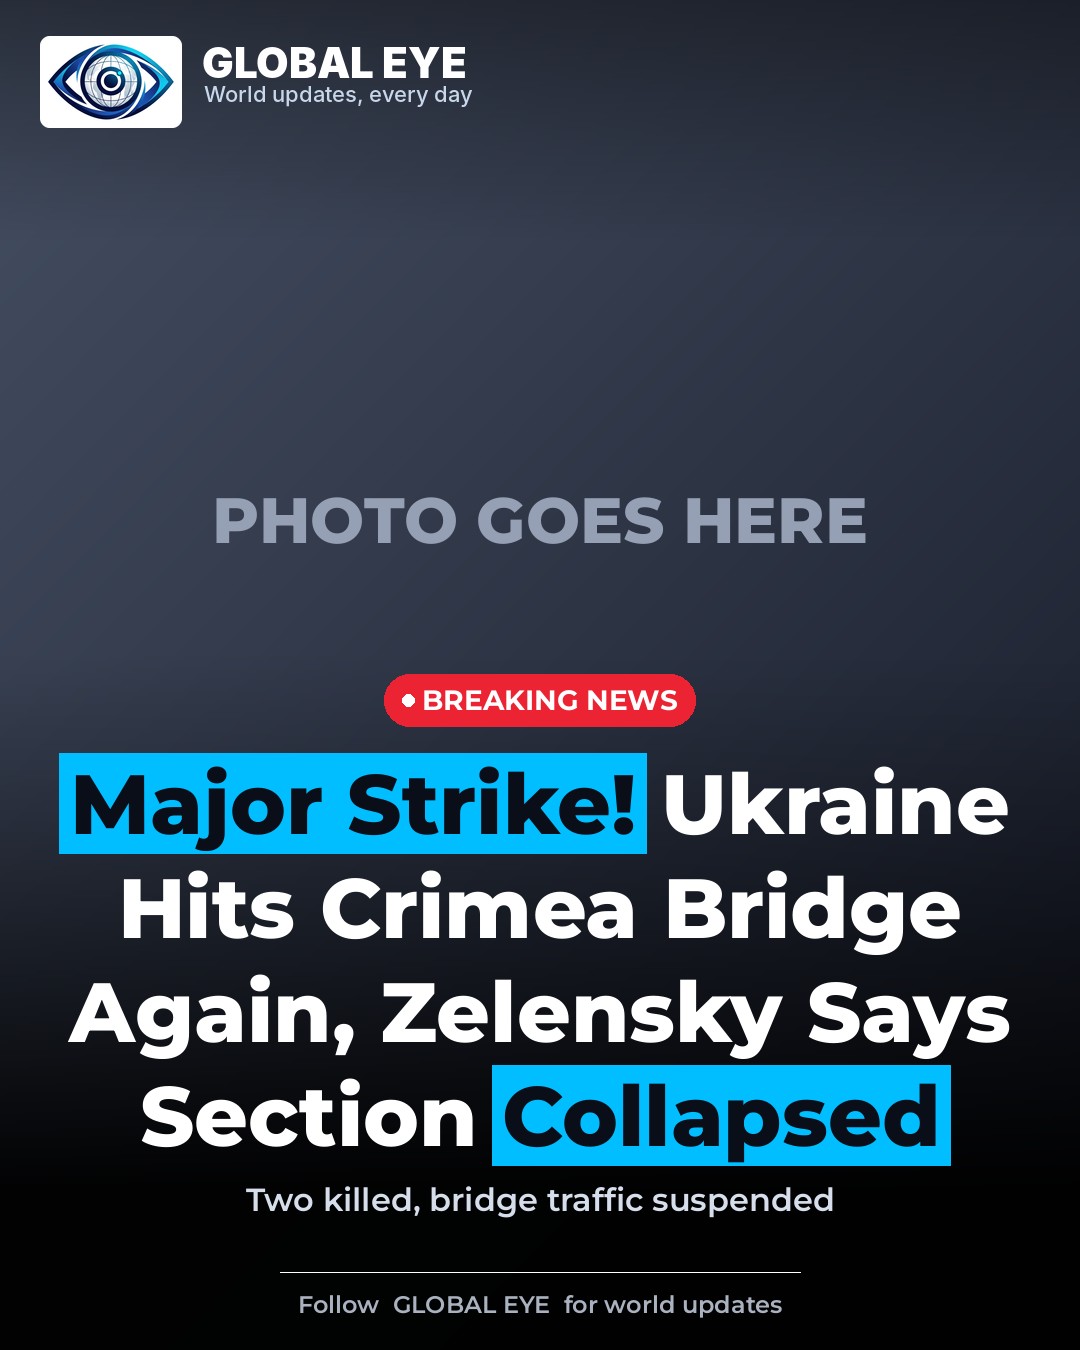 GLOBAL EYE
World updates, every day
PHOTO GOES HERE
BREAKING NEWS
Major Strike! Ukraine
Hits Crimea Bridge
Again, Zelensky Says
Section Collapsed
Two killed, bridge traffic suspended
Follow GLOBAL EYE for world updates